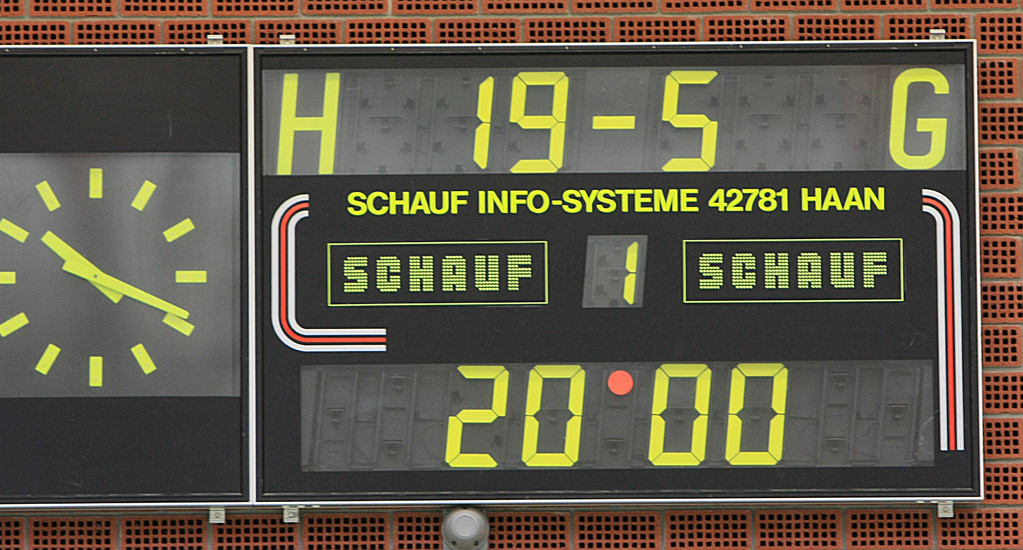 H 19-5 G
SCHAUF INFO-SYSTEME 42781 HAAN
SCHAUF 1 SCHAUF
20 00